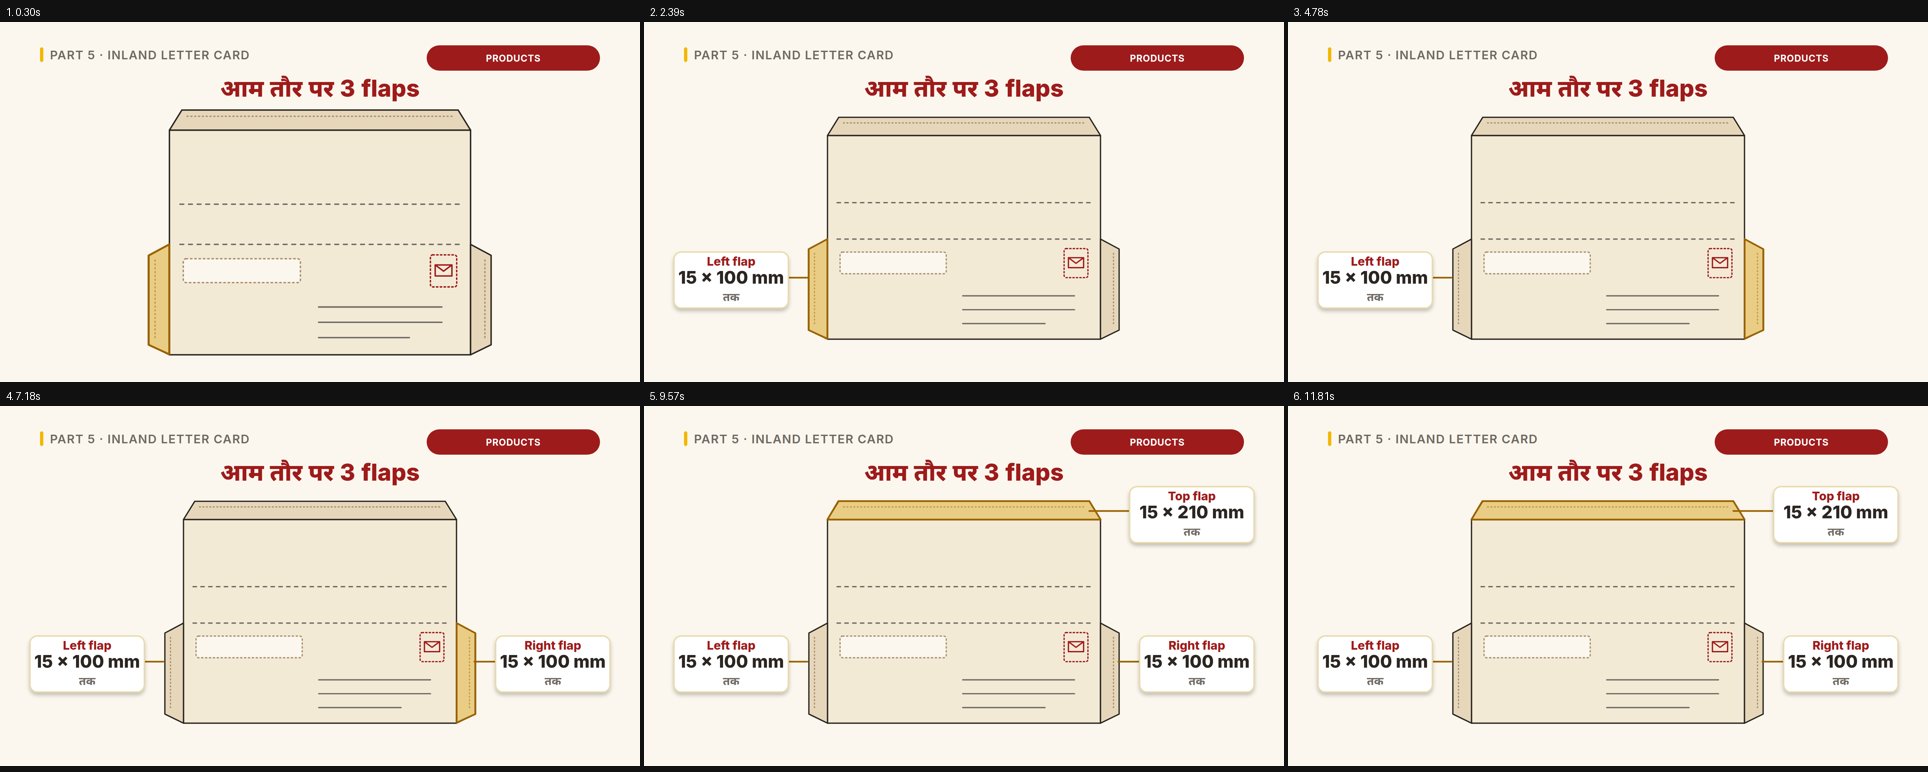 1. 0.30s
PART 5 · INLAND LETTER CARD
PRODUCTS
आम तौर पर 3 flaps
2. 2.39s
PART 5 · INLAND LETTER CARD
PRODUCTS
आम तौर पर 3 flaps
Left flap
15 × 100 mm
तक
3. 4.78s
PART 5 · INLAND LETTER CARD
PRODUCTS
आम तौर पर 3 flaps
Left flap
15 × 100 mm
तक
4. 7.18s
PART 5 · INLAND LETTER CARD
PRODUCTS
आम तौर पर 3 flaps
Left flap
15 × 100 mm
तक
Right flap
15 × 100 mm
तक
5. 9.57s
PART 5 · INLAND LETTER CARD
PRODUCTS
आम तौर पर 3 flaps
Top flap
15 × 210 mm
तक
Left flap
15 × 100 mm
तक
Right flap
15 × 100 mm
तक
6. 11.81s
PART 5 · INLAND LETTER CARD
PRODUCTS
आम तौर पर 3 flaps
Top flap
15 × 210 mm
तक
Left flap
15 × 100 mm
तक
Right flap
15 × 100 mm
तक